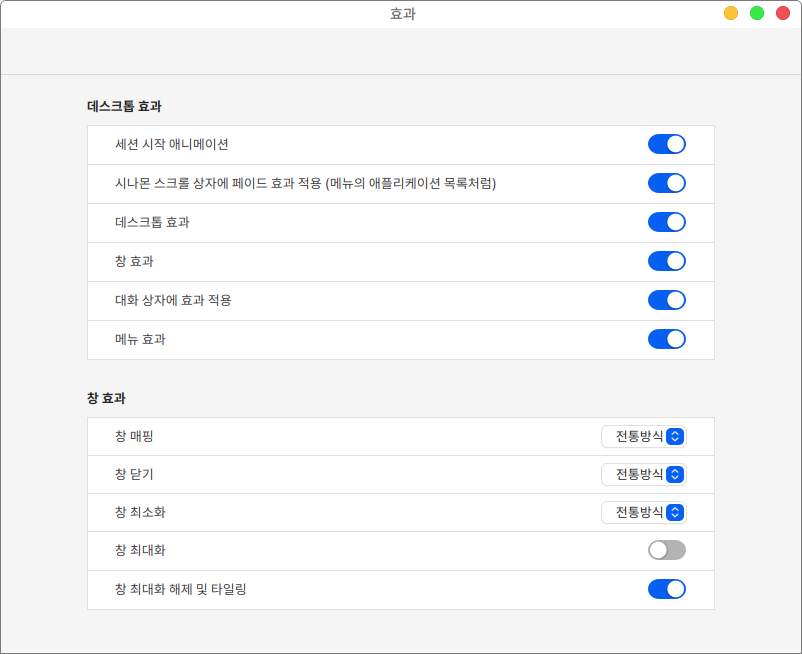 효과
데스크톱 효과
세션 시작 애니메이션
시나몬 스크롤 상자에 페이드 효과 적용 (메뉴의 애플리케이션 목록처럼)
데스크톱 효과
창 효과
대화 상자에 효과 적용
메뉴 효과
창 효과
창 매핑 전통방식
창 닫기 전통방식
창 최소화 전통방식
창 최대화
창 최대화 해제 및 타일링